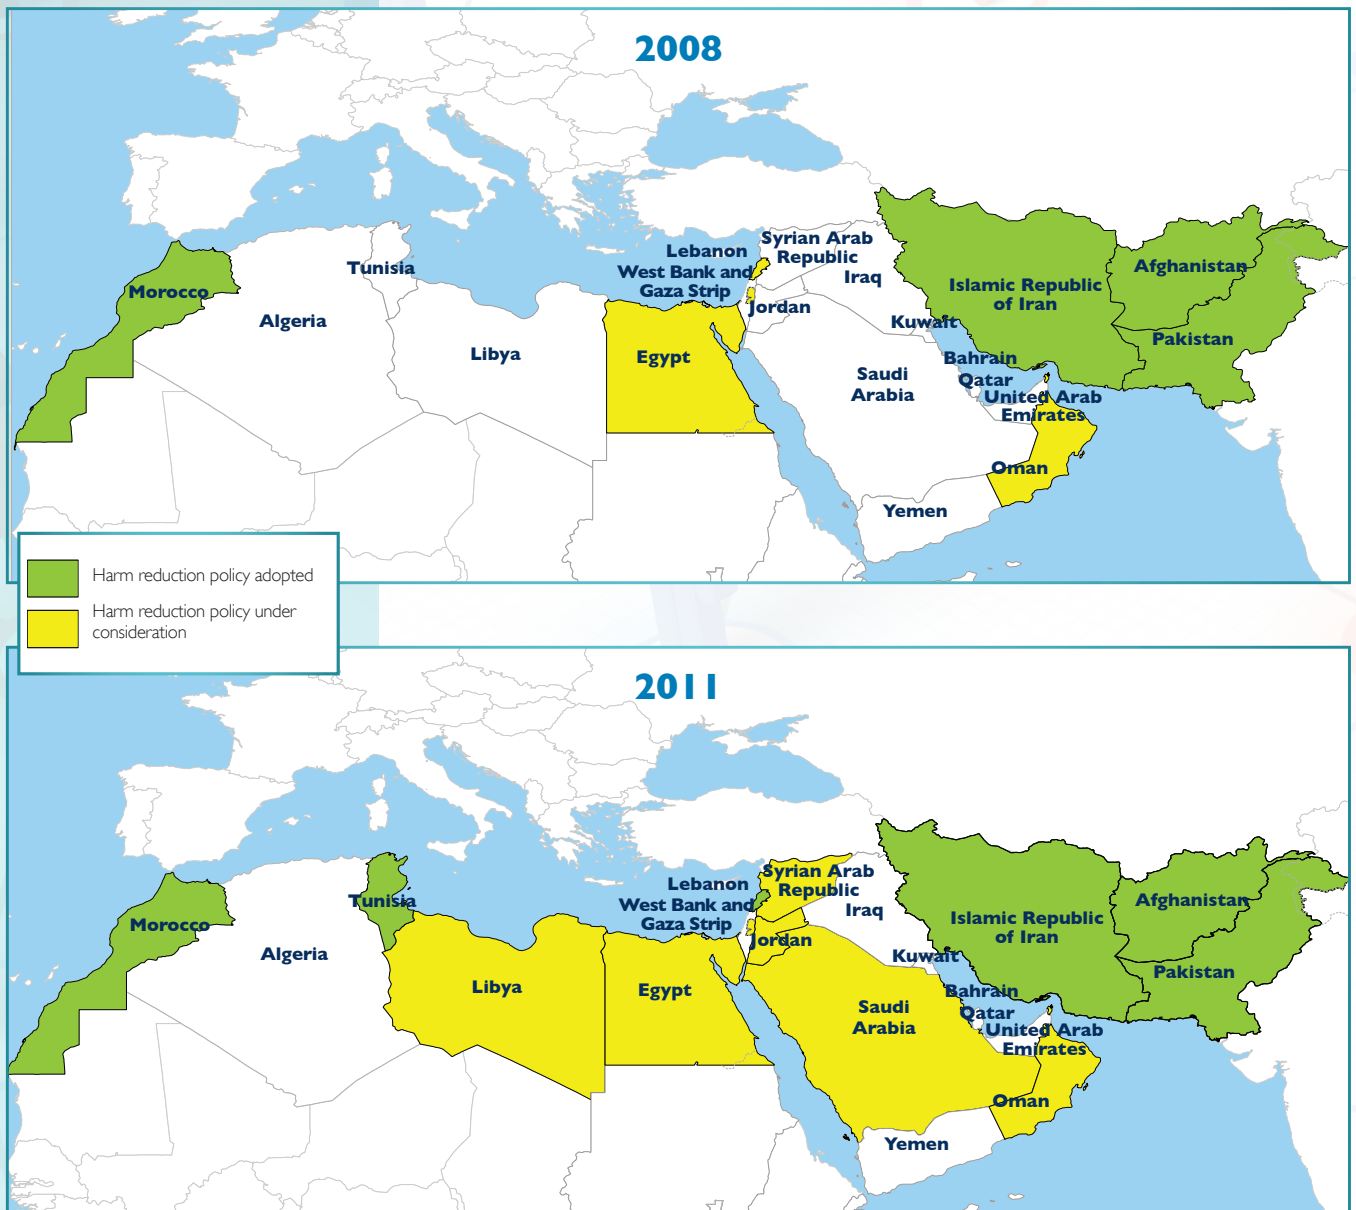 2008
Lebanon
Syrian Arab
Republic
West Bank and
Gaza Strip
Iraq
Tunisia
Morocco
Algeria
Libya
Egypt
Jordan
Kuwait
Islamic Republic
of Iran
Afghanistan
Pakistan
Bahrain
Qatar
Saudi
Arabia
United Arab
Emirates
Oman
Yemen
Harm reduction policy adopted
Harm reduction policy under
consideration
2011
Lebanon
Syrian Arab
Republic
West Bank and
Gaza Strip
Iraq
Tunisia
Morocco
Algeria
Libya
Egypt
Jordan
Kuwait
Islamic Republic
of Iran
Afghanistan
Pakistan
Bahrain
Qatar
Saudi
Arabia
United Arab
Emirates
Oman
Yemen